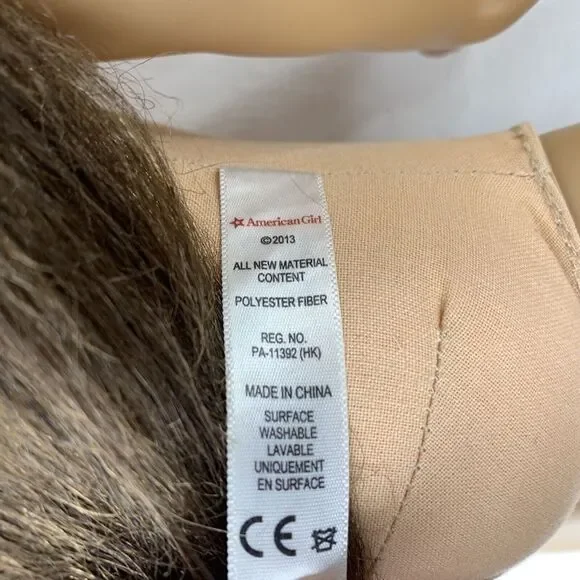 American Girl
©2013
ALL NEW MATERIAL
CONTENT
POLYESTER FIBER
REG. NO.
PA-11392 (HK)
MADE IN CHINA
SURFACE
WASHABLE
LAVABLE
UNIQUEMENT
EN SURFACE
CE